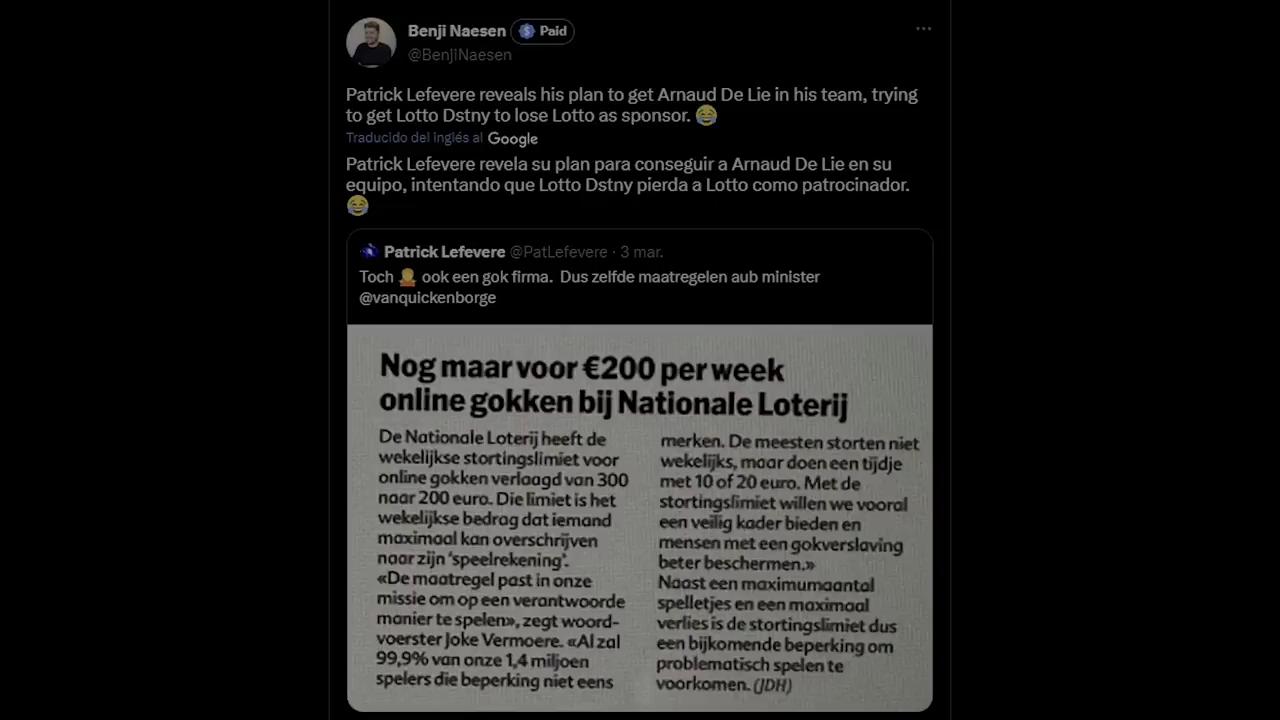 Benji Naesen Paid
@BenjiNaesen
Patrick Lefevere reveals his plan to get Arnaud De Lie in his team, trying
to get Lotto Dstny to lose Lotto as sponsor. 😂
Traducido del inglés al Google
Patrick Lefevere revela su plan para conseguir a Arnaud De Lie en su
equipo, intentando que Lotto Dstny pierda a Lotto como patrocinador.
😂
Patrick Lefevere @PatLefevere · 3 mar.
Toch ook een gok firma. Dus zelfde maatregelen aub minister
@vanquickenborge
Nog maar voor €200 per week
online gokken bij Nationale Loterij
De Nationale Loterij heeft de
wekelijkse stortingslimiet voor
online gokken verlaagd van 300
naar 200 euro. Die limiet is het
wekelijkse bedrag dat iemand
maximaal kan overschrijven
naar zijn ‘speelrekening’.
«De maatregel past in onze
missie om op een verantwoorde
manier te spelen», zegt woord-
voerster Joke Vermoere. «Al zal
99,9% van onze 1,4 miljoen
spelers die beperking niet eens
merken. De meesten storten niet
wekelijks, maar doen een tijdje
met 10 of 20 euro. Met de
stortingslimiet willen we vooral
een veilig kader bieden en
mensen met een gokverslaving
beter beschermen.»
Naast een maximumaantal
spelletjes en een maximaal
verlies is de stortingslimiet dus
een bijkomende beperking om
problematisch spelen te
voorkomen. (JDH)